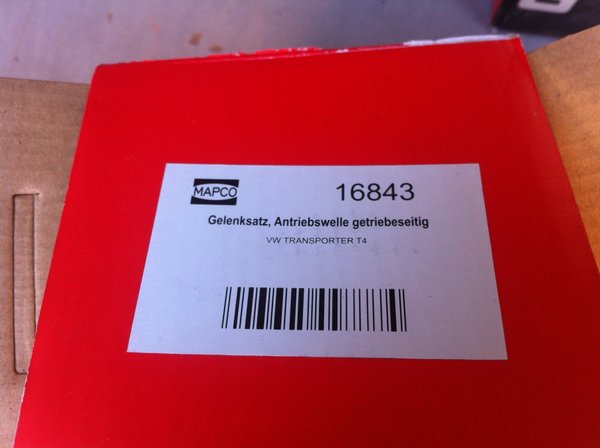 MAPCO 16843
Gelenksatz, Antriebswelle getriebeseitig
VW TRANSPORTER T4